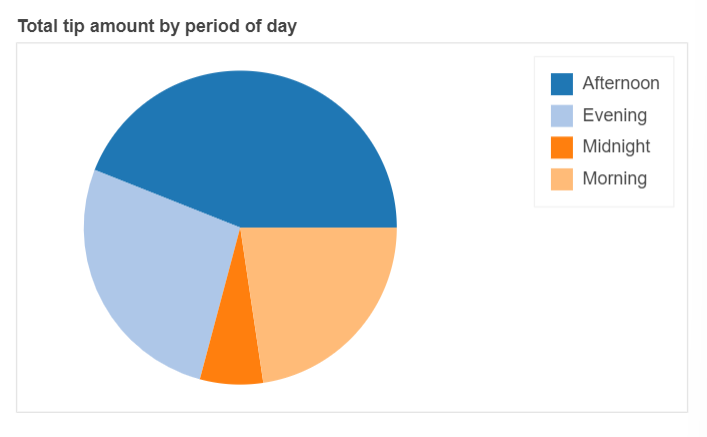 Total tip amount by period of day
Afternoon
Evening
Midnight
Morning